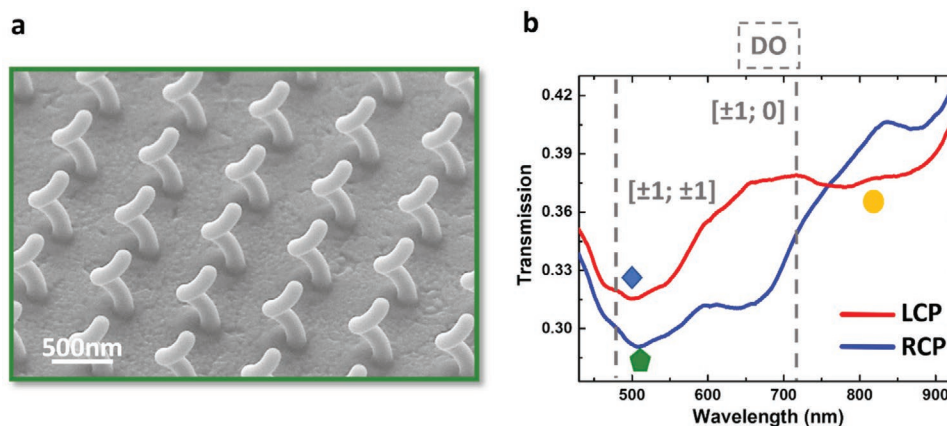 a
500nm
b
DO
[±1; 0]
[±1; ±1]
0.42
0.39
0.36
0.33
0.30
Transmission
LCP
RCP
500
600
700
800
900
Wavelength (nm)